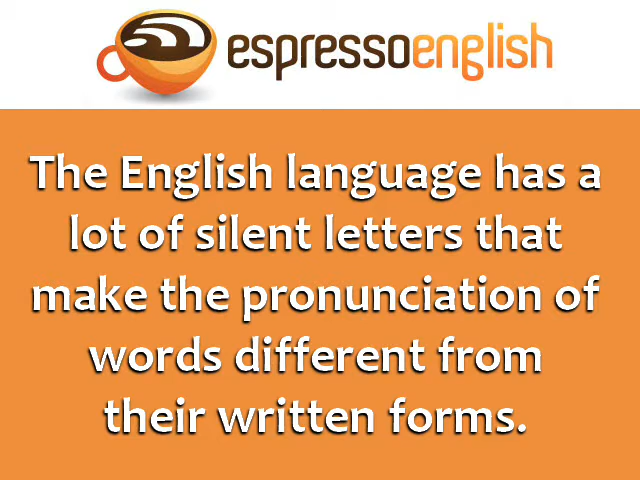 espressoenglish
The English language has a
lot of silent letters that
make the pronunciation of
words different from
their written forms.